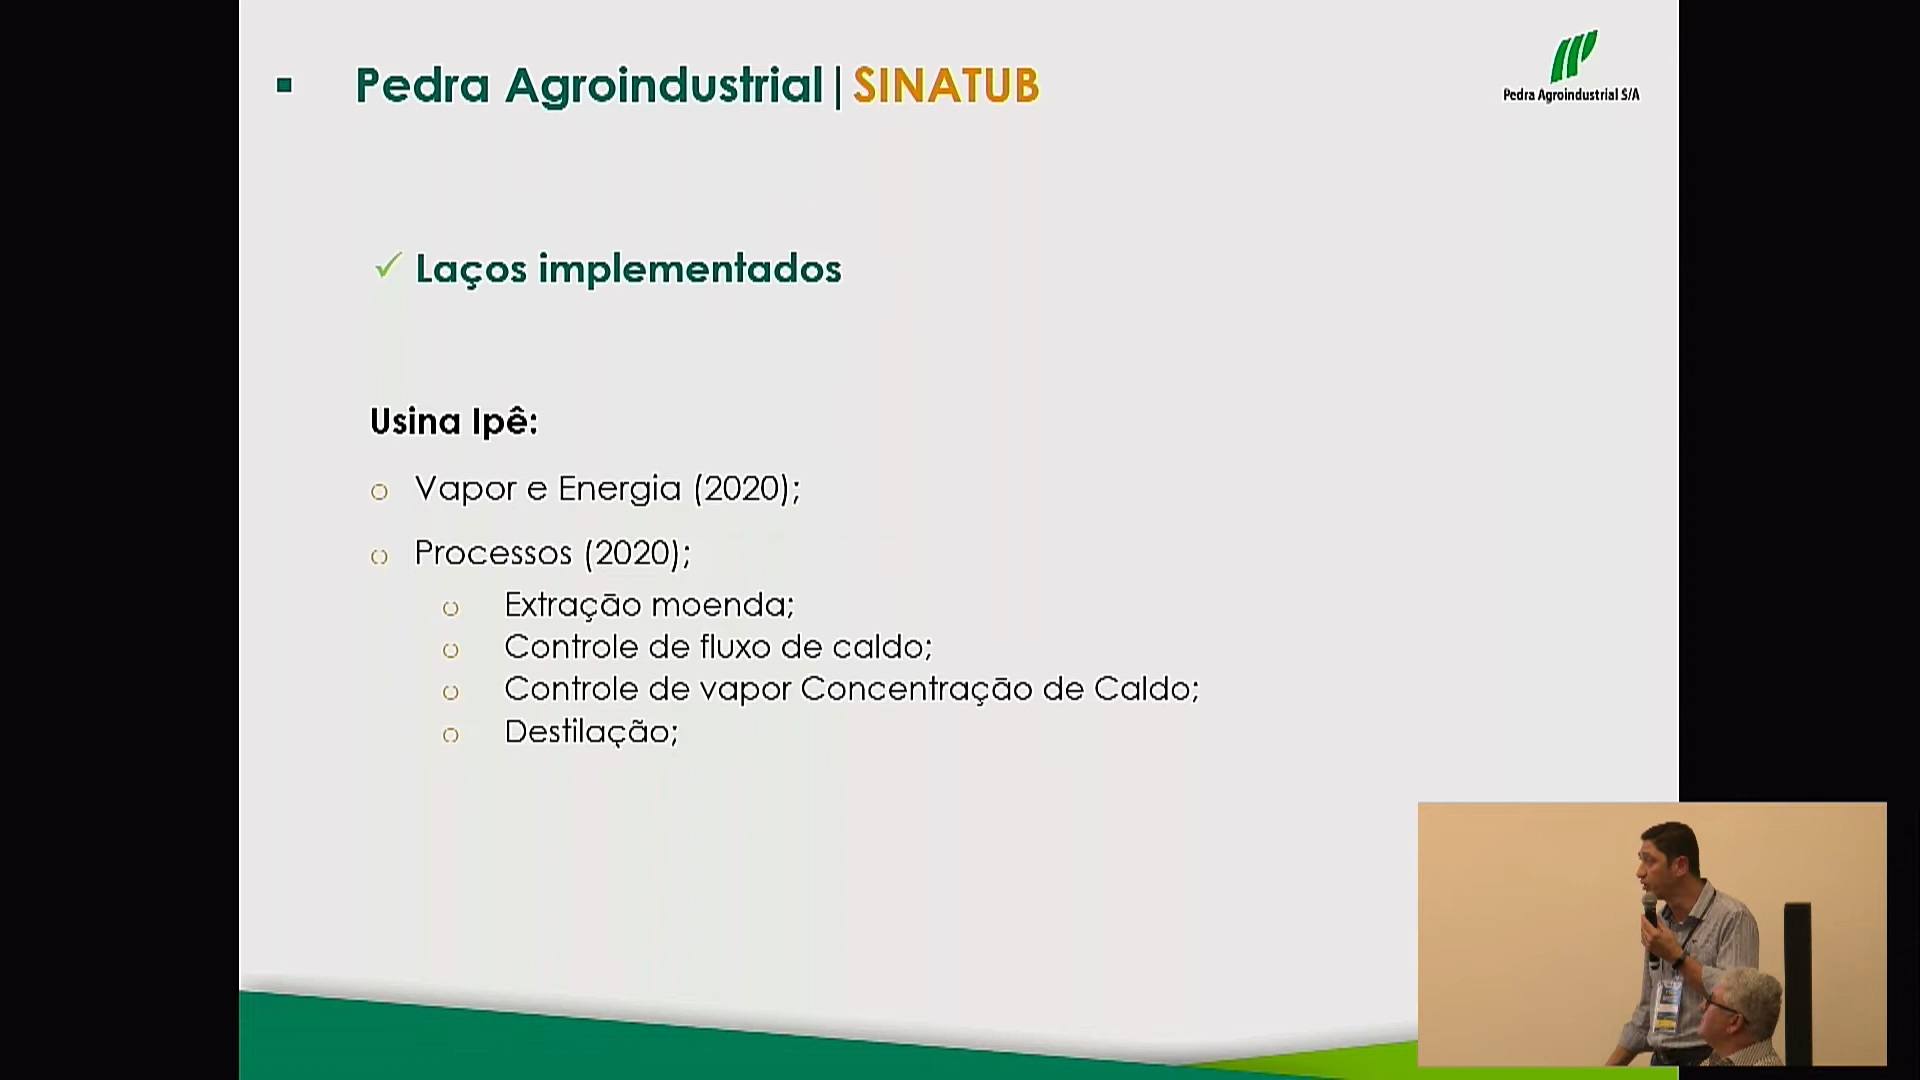 Pedra Agroindustrial | SINATUB
Pedra Agroindustrial S/A
Laços implementados
Usina Ipê:
Vapor e Energia (2020);
Processos (2020);
Extração moenda;
Controle de fluxo de caldo;
Controle de vapor Concentração de Caldo;
Destilação;